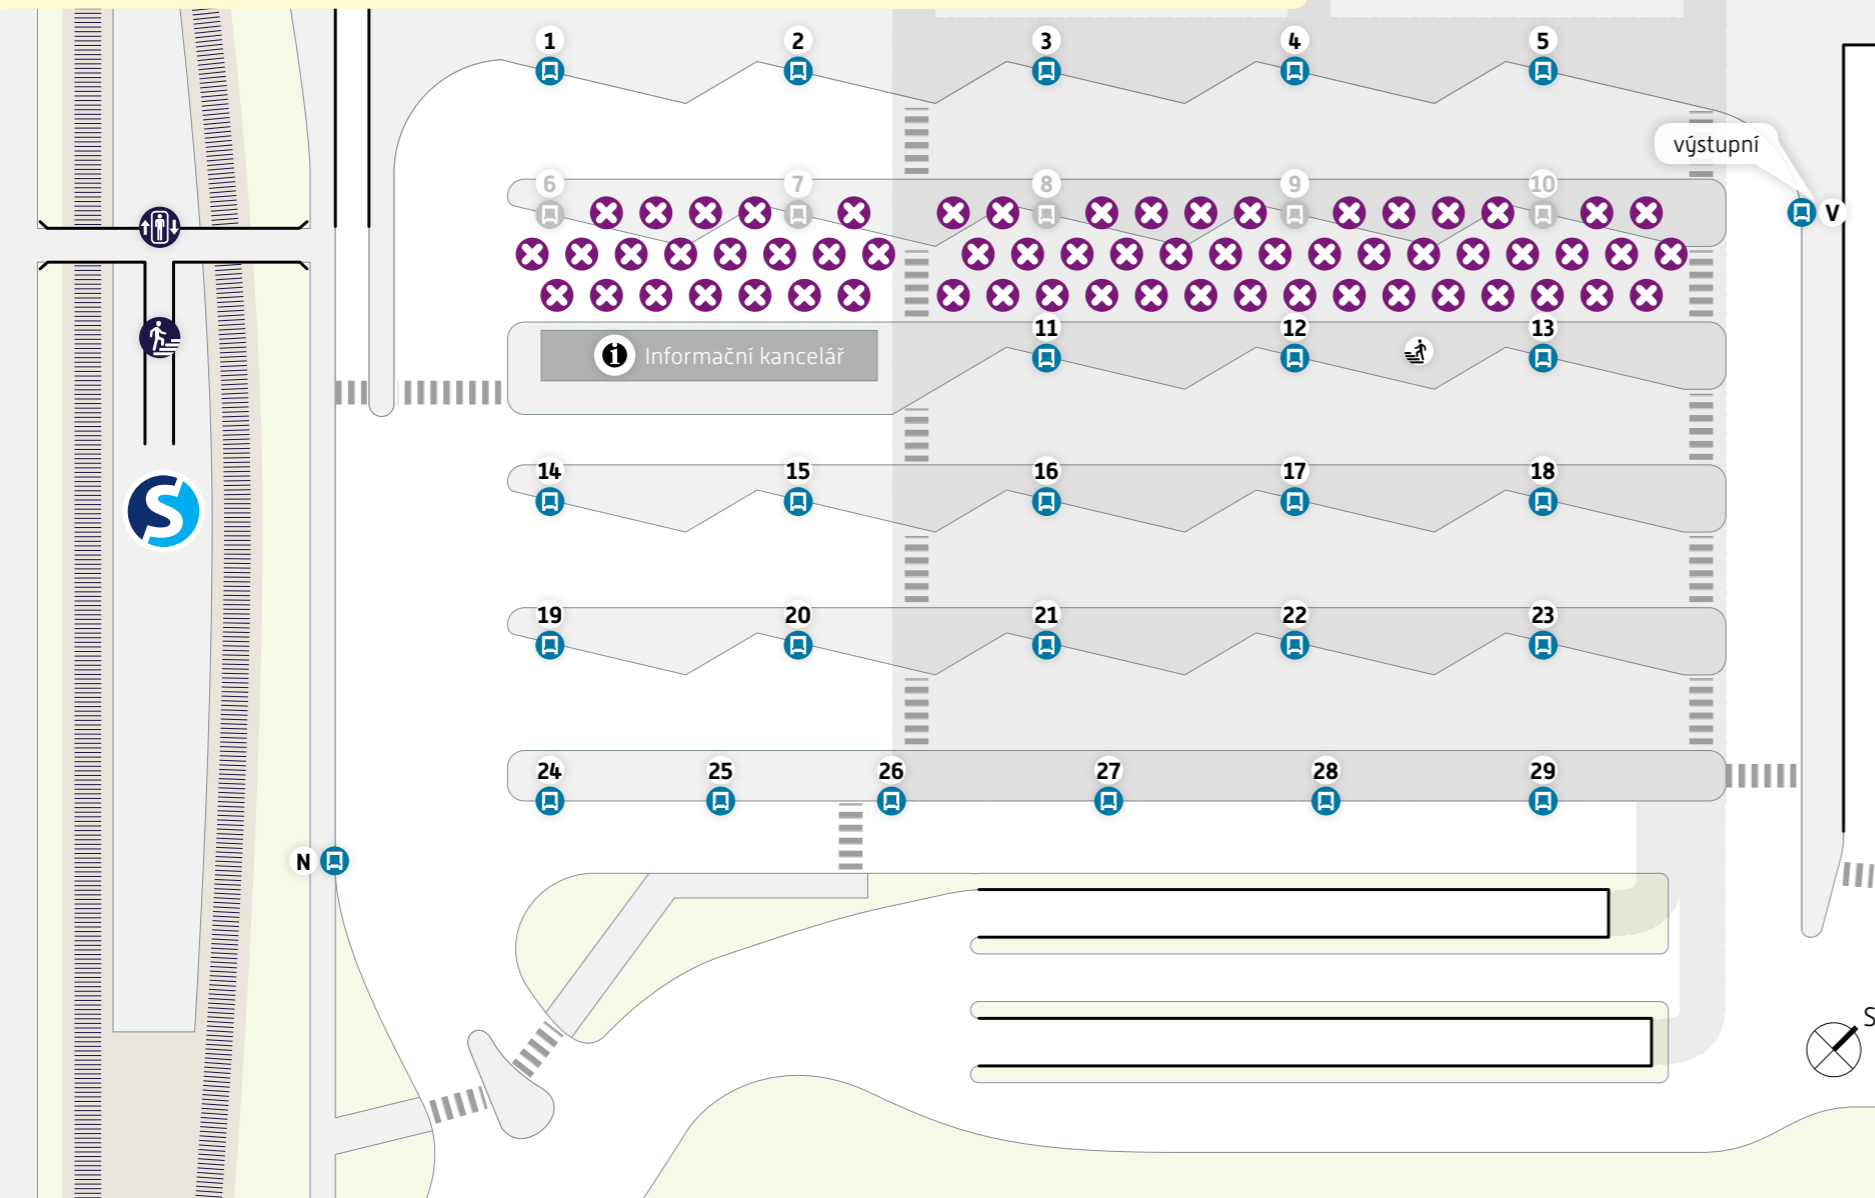 1 2 3 4 5
výstupní
6 7 8 9 10
V
11 12 13
i Informační kancelář
14 15 16 17 18
S
19 20 21 22 23
24 25 26 27 28 29
N
S